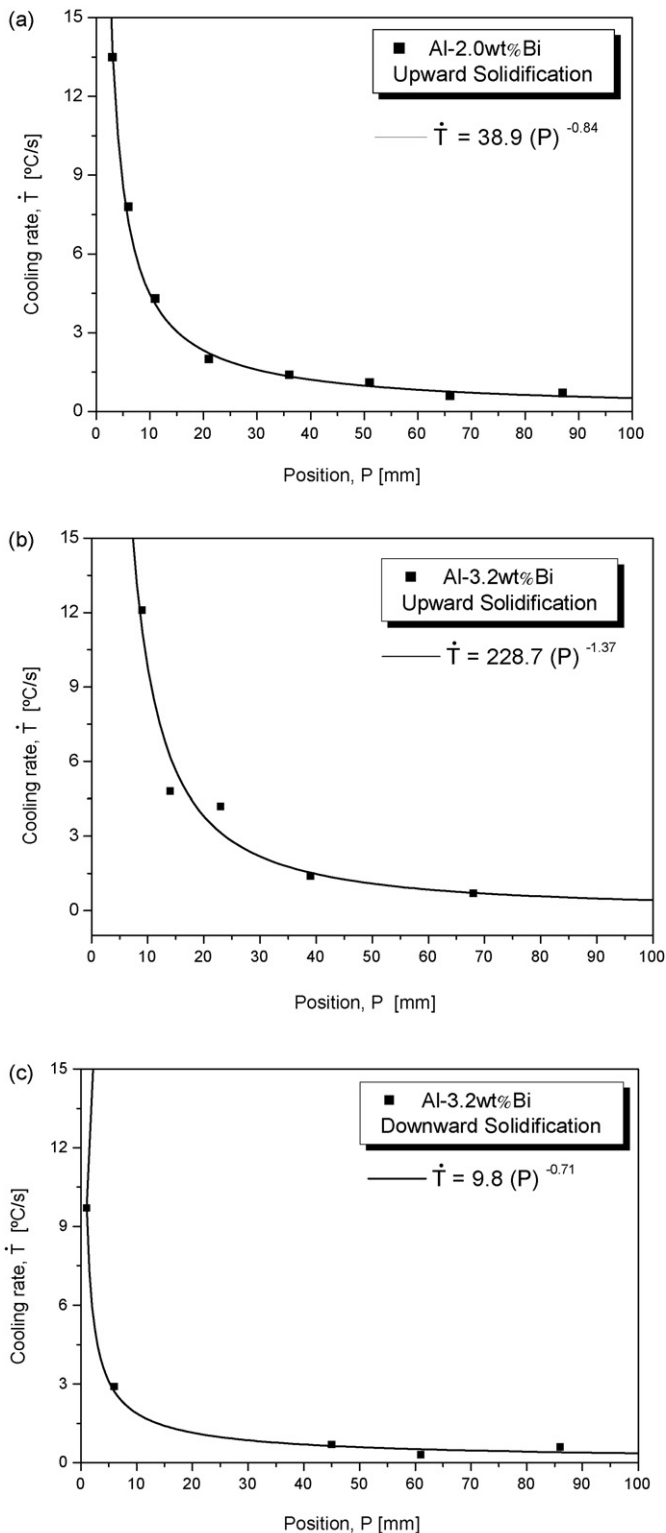 (a)
15
12
9
6
3
0
Cooling rate, Ṫ [ºC/s]
Al-2.0wt%Bi
Upward Solidification
Ṫ = 38.9 (P) -0.84
0 10 20 30 40 50 60 70 80 90 100
Position, P [mm]
(b)
15
12
9
6
3
0
Cooling rate, Ṫ [ºC/s]
Al-3.2wt%Bi
Upward Solidification
Ṫ = 228.7 (P) -1.37
0 10 20 30 40 50 60 70 80 90 100
Position, P [mm]
(c)
15
12
9
6
3
0
Cooling rate, Ṫ [ºC/s]
Al-3.2wt%Bi
Downward Solidification
Ṫ = 9.8 (P) -0.71
0 10 20 30 40 50 60 70 80 90 100
Position, P [mm]